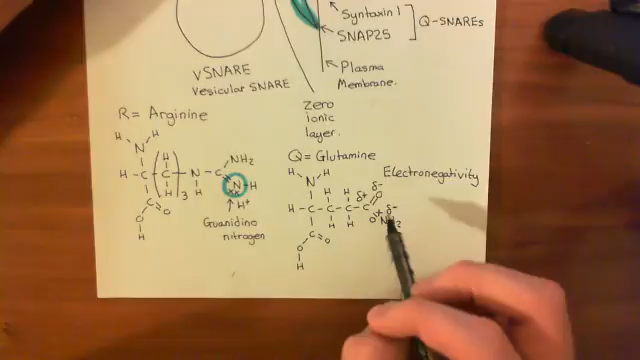 Syntaxin 1
SNAP25
Q-SNAREs
Plasma
Membrane.
VSNARE
Vesicular SNARE
Zero
ionic
layer.
R = Arginine
H
H
N
H
H - C - C - N - C
NH2
N - H
H
H
3
H+
C
O
O
H
Guanidino
nitrogen
Q = Glutamine
Electronegativity
H
H
N
H
H
δ+
δ-
O
H - C - C - C - C
δ-
NH2
H
H
C
O
O
H